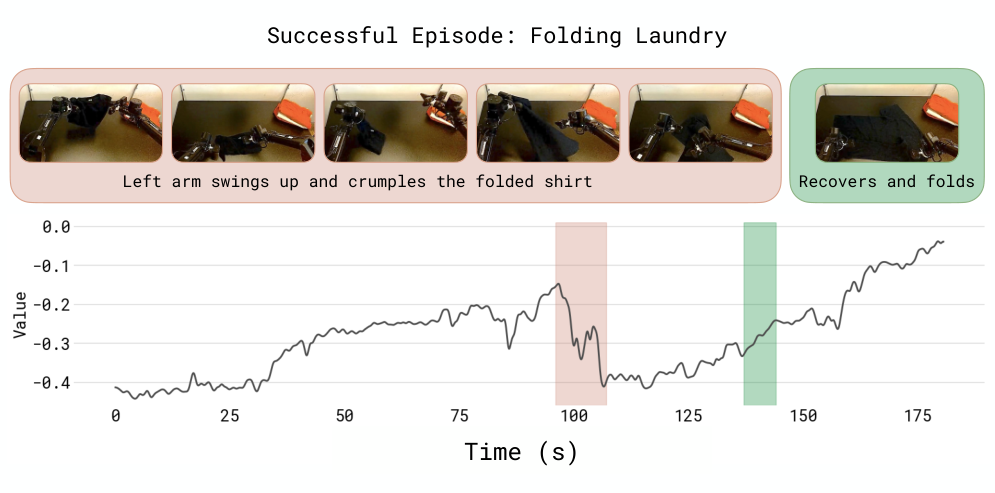 Successful Episode: Folding Laundry
Left arm swings up and crumples the folded shirt
Recovers and folds
Value
0.0
−0.1
−0.2
−0.3
−0.4
0 25 50 75 100 125 150 175
Time (s)